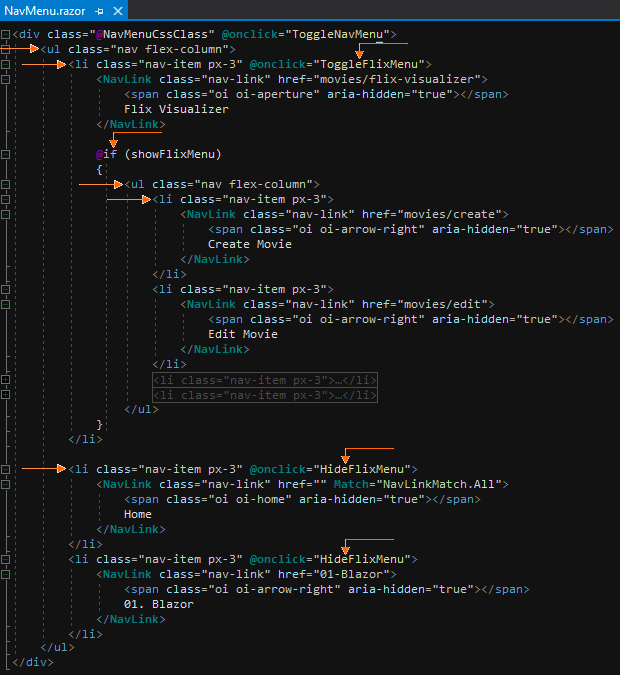 NavMenu.razor
<div class="@NavMenuCssClass" @onclick="ToggleNavMenu">
<ul class="nav flex-column">
<li class="nav-item px-3" @onclick="ToggleFlixMenu">
<NavLink class="nav-link" href="movies/flix-visualizer">
<span class="oi oi-aperture" aria-hidden="true"></span>
Flix Visualizer
</NavLink>
@if (showFlixMenu)
{
<ul class="nav flex-column">
<li class="nav-item px-3">
<NavLink class="nav-link" href="movies/create">
<span class="oi oi-arrow-right" aria-hidden="true"></span>
Create Movie
</NavLink>
</li>
<li class="nav-item px-3">
<NavLink class="nav-link" href="movies/edit">
<span class="oi oi-arrow-right" aria-hidden="true"></span>
Edit Movie
</NavLink>
</li>
<li class="nav-item px-3">…</li>
<li class="nav-item px-3">…</li>
</ul>
}
</li>
<li class="nav-item px-3" @onclick="HideFlixMenu">
<NavLink class="nav-link" href="" Match="NavLinkMatch.All">
<span class="oi oi-home" aria-hidden="true"></span>
Home
</NavLink>
</li>
<li class="nav-item px-3" @onclick="HideFlixMenu">
<NavLink class="nav-link" href="01-Blazor">
<span class="oi oi-arrow-right" aria-hidden="true"></span>
01. Blazor
</NavLink>
</li>
</ul>
</div>